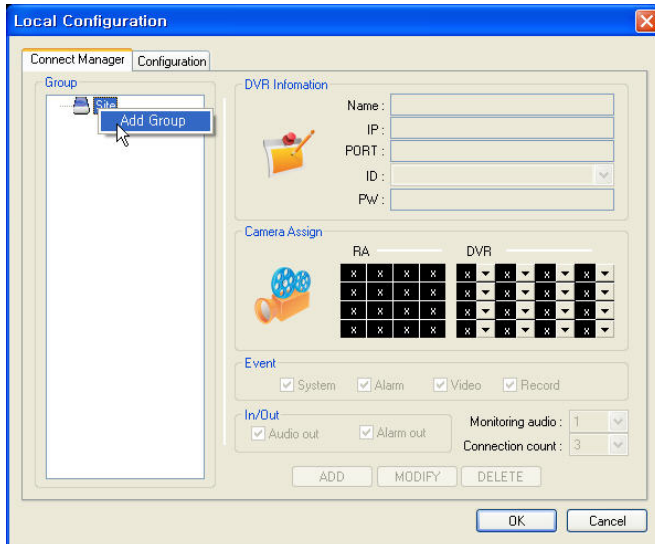 Local Configuration
Connect Manager
Configuration
Group
Site
Add Group
DVR Infomation
Name :
IP :
PORT :
ID :
PW :
Camera Assign
RA
DVR
x x x x x x x x
x x x x x x x x
x x x x x x x x
x x x x x x x x
Event
System Alarm Video Record
In/Out
Audio out Alarm out
Monitoring audio : 1
Connection count : 3
ADD MODIFY DELETE
OK Cancel